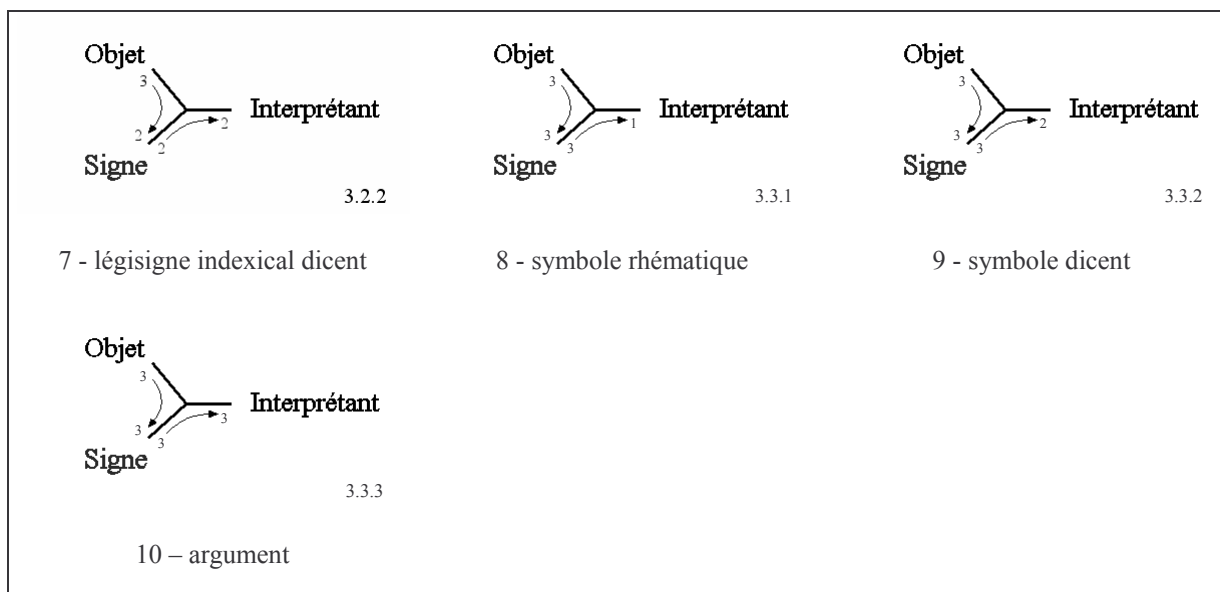 Objet
3
Interprétant
2
2
2
Signe
3.2.2
7 - légisigne indexical dicent
Objet
3
Interprétant
3
3
1
Signe
3.3.1
8 - symbole rhématique
Objet
3
Interprétant
3
3
2
Signe
3.3.2
9 - symbole dicent
Objet
3
Interprétant
3
3
3
Signe
3.3.3
10 – argument